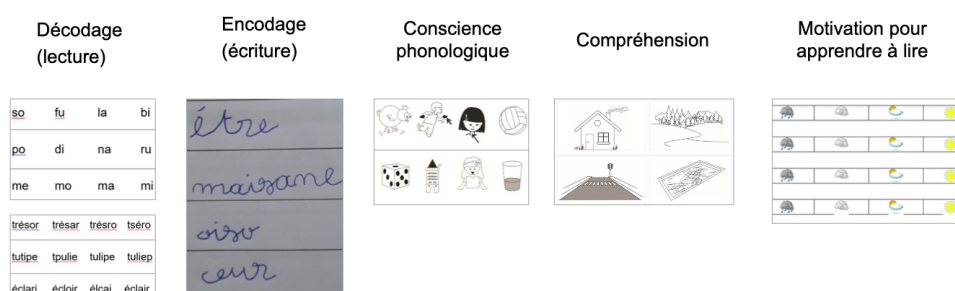 Décodage
(lecture)
Encodage
(écriture)
Conscience
phonologique
Compréhension
Motivation pour
apprendre à lire
so fu la bi
po di na ru
me mo ma mi
trésor trésar trésro tséro
tutipe tpulie tulipe tuliep
éclari écloir élcai éclair
être
maisane
oiso
ceur